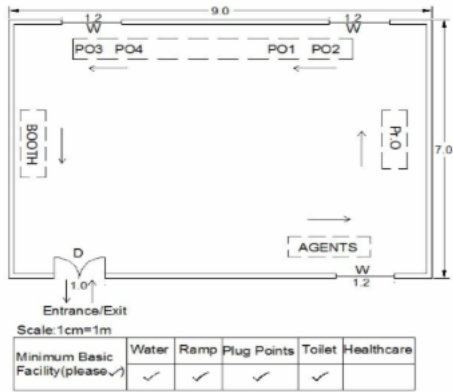 9.0
1.2 1.2
W W
PO3 PO4 PO1 PO2
BOOTH
Pr.O
7.0
AGENTS
D
W
1.0
1.2
Entrance/Exit
Scale:1cm=1m
Minimum Basic Facility(please✓) Water Ramp Plug Points Toilet Healthcare
✓ ✓ ✓ ✓